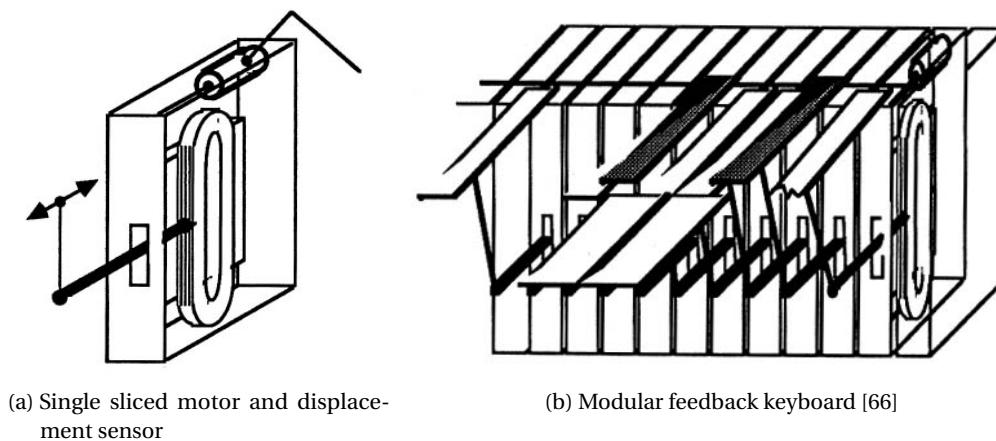 (a) Single sliced motor and displace-
ment sensor
(b) Modular feedback keyboard [66]